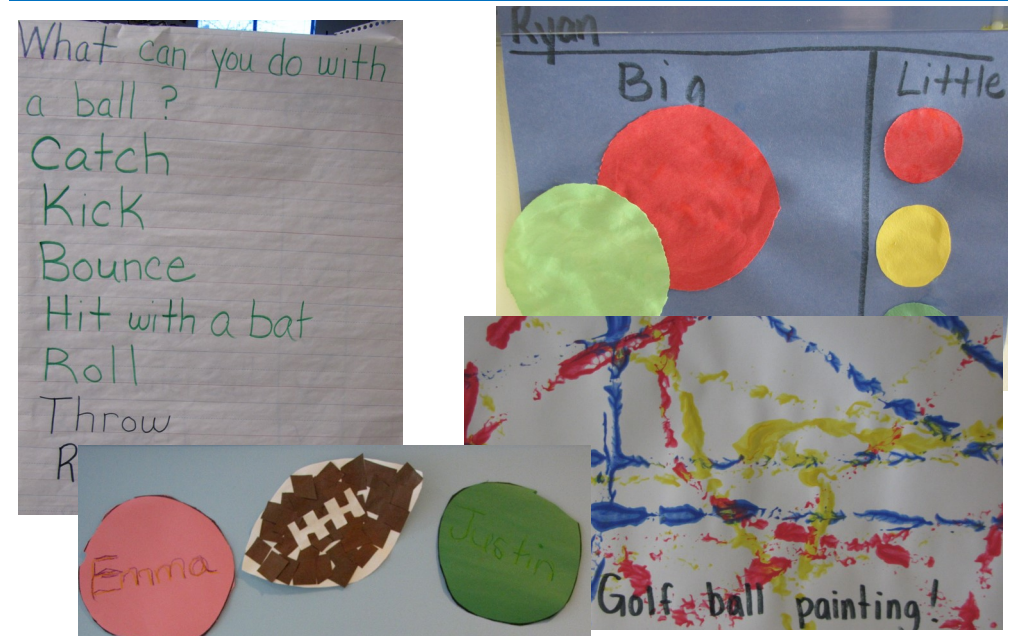 What can you do with
a ball?
Catch
Kick
Bounce
Hit with a bat
Roll
Throw
Ryan
Big
Little
Emma
Justin
Golf ball painting!